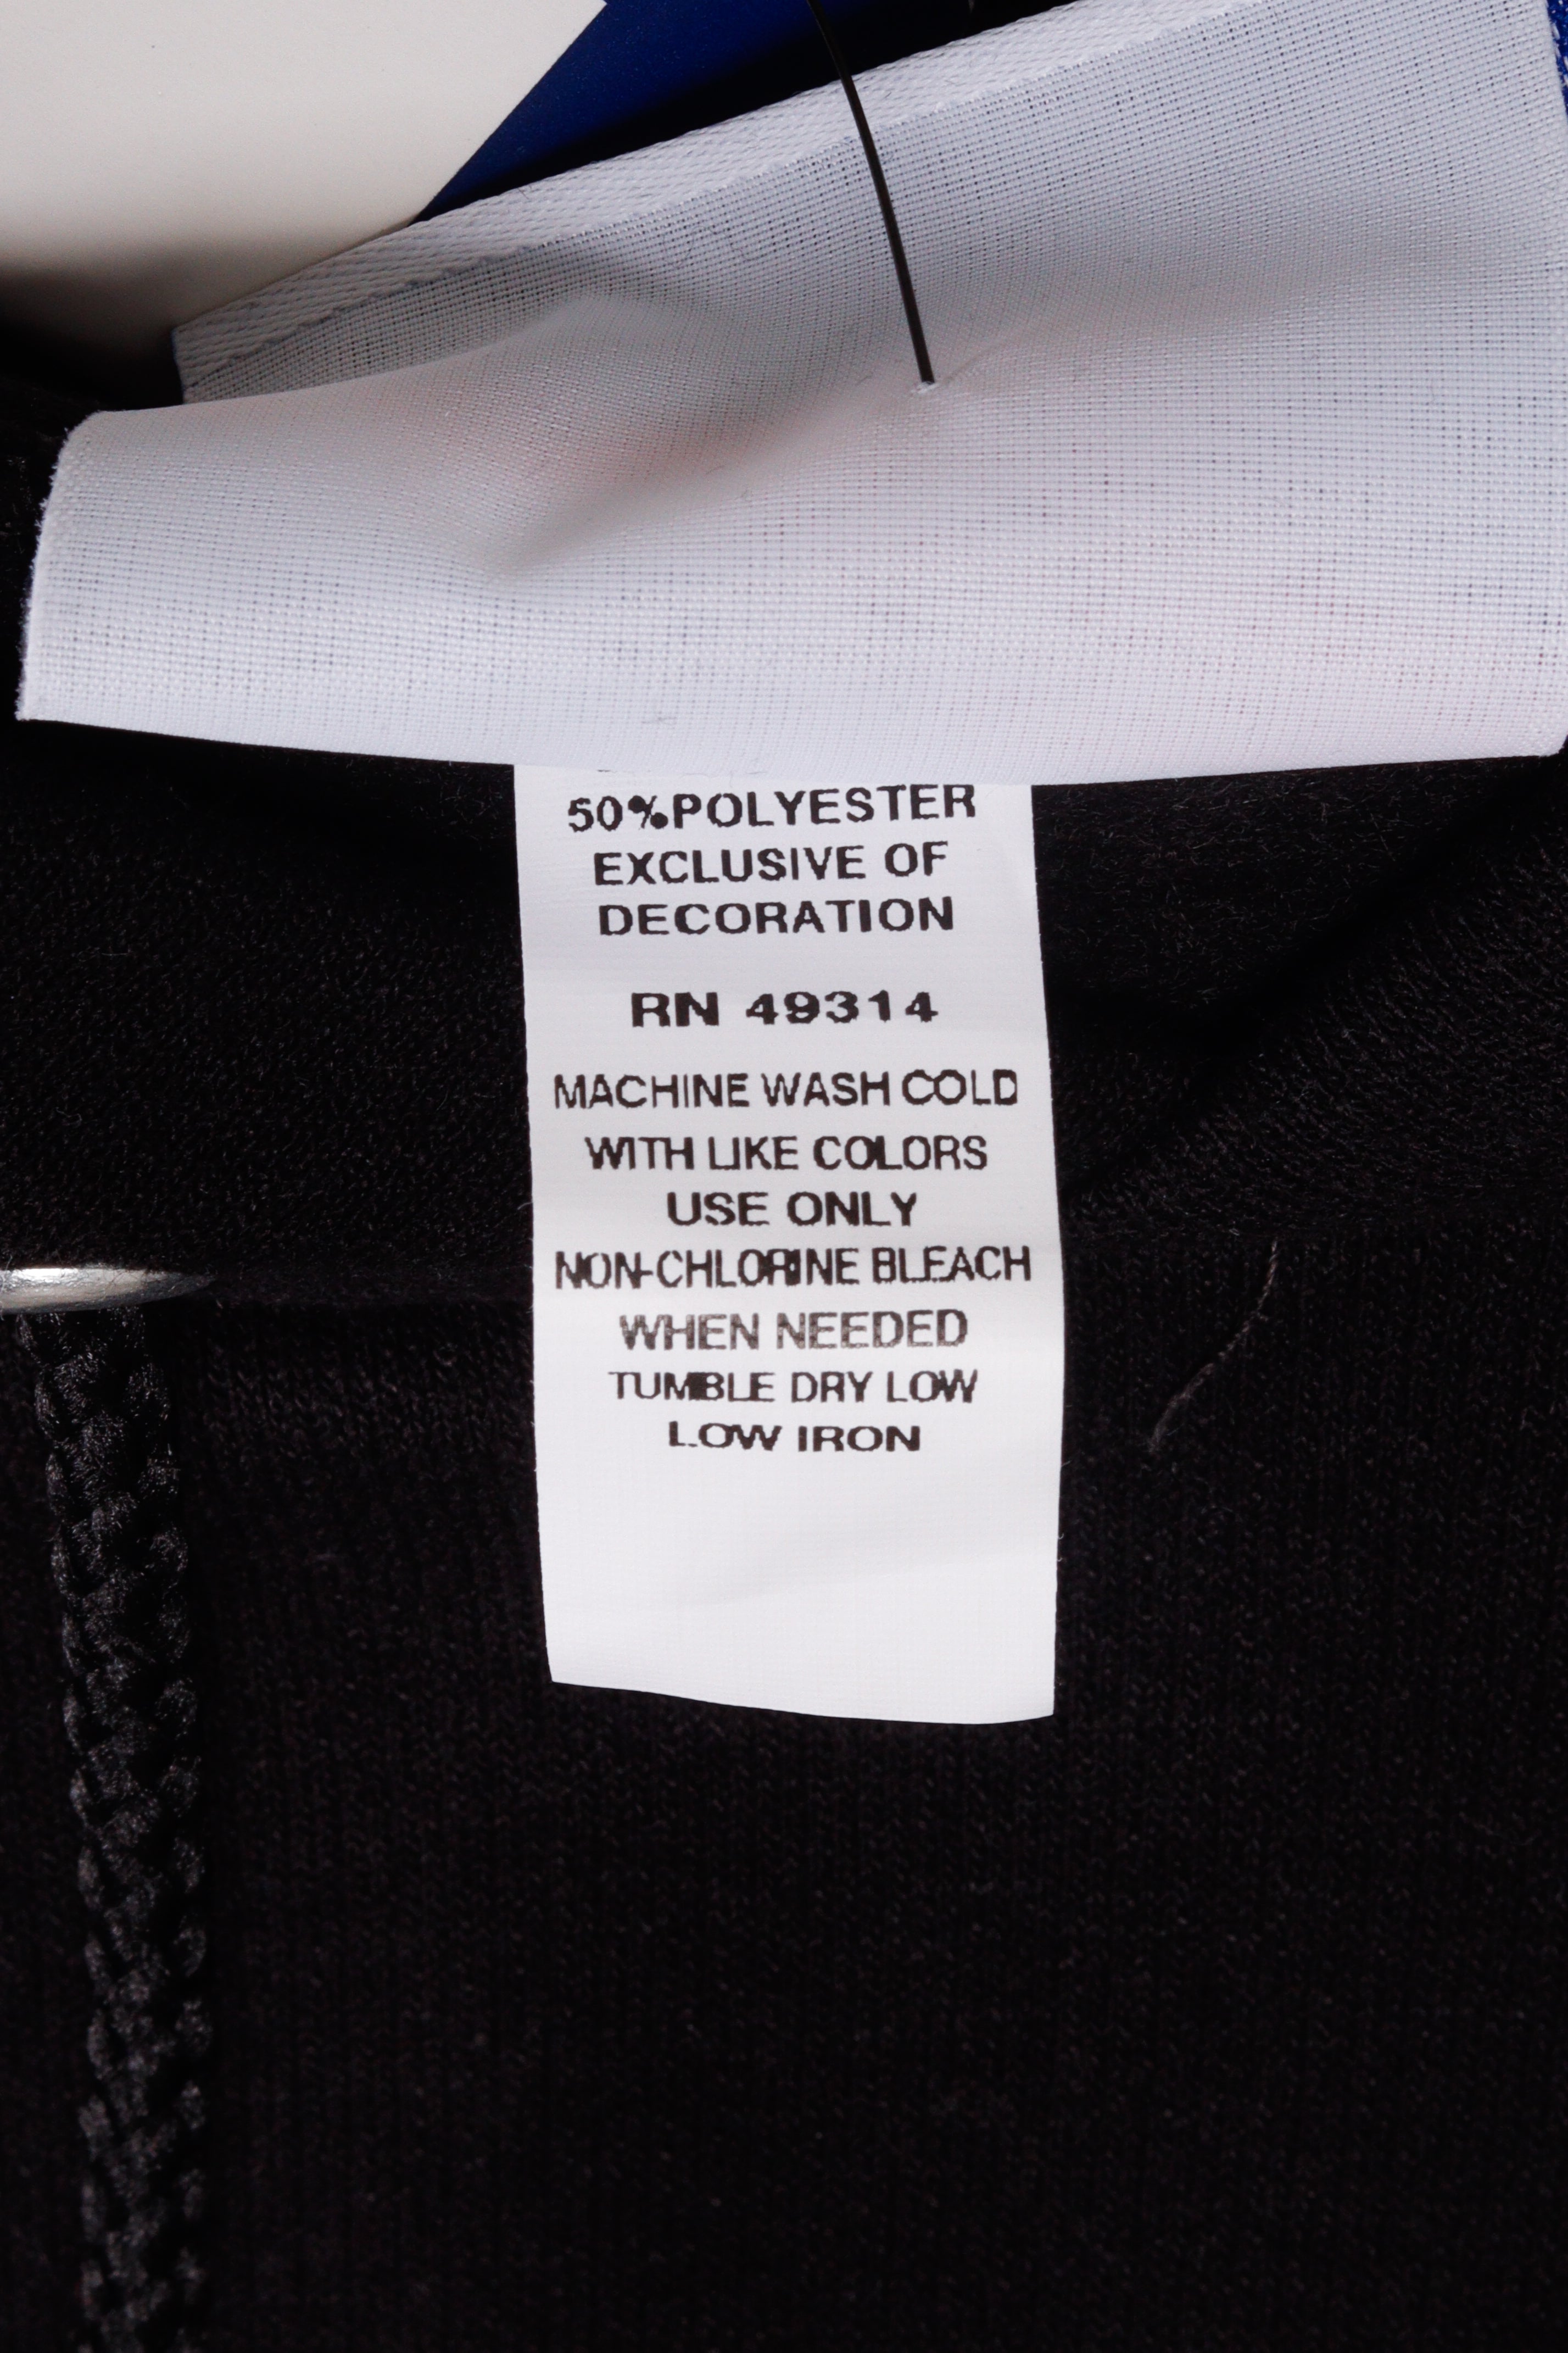 50%POLYESTER
EXCLUSIVE OF
DECORATION
RN 49314
MACHINE WASH COLD
WITH LIKE COLORS
USE ONLY
NON-CHLORINE BLEACH
WHEN NEEDED
TUMBLE DRY LOW
LOW IRON